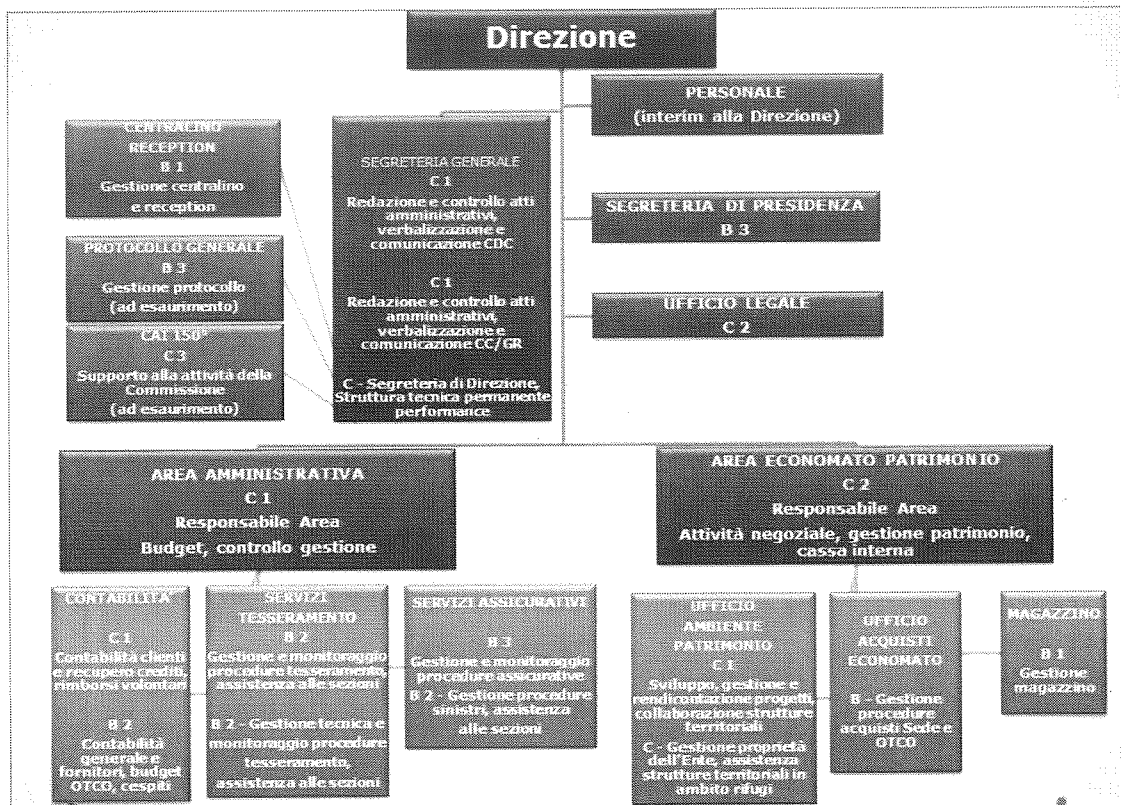 Direzione
PERSONALE
(interim alla Direzione)
CENTRALINO
RECEPTION
B 1
Gestione centralino
e reception
SEGRETERIA GENERALE
C 1
Redazione e controllo atti
amministrativi,
verbalizzazione e
comunicazione CDC
C 1
Redazione e controllo atti
amministrativi,
verbalizzazione e
comunicazione CC/GR
C - Segreteria di Direzione,
Struttura tecnica permanente
performance
SEGRETERIA DI PRESIDENZA
B 3
PROTOCOLLO GENERALE
B 3
Gestione protocollo
(ad esaurimento)
UFFICIO LEGALE
C 2
CAI 150°
C 3
Supporto alla attività della
Commissione
(ad esaurimento)
AREA AMMINISTRATIVA
C 1
Responsabile Area
Budget, controllo gestione
AREA ECONOMATO PATRIMONIO
C 2
Responsabile Area
Attività negoziale, gestione patrimonio,
cassa interna
CONTABILITÀ
C 1
Contabilità clienti
e recupero crediti,
rimborsi volontari
B 2
Contabilità
generale e
fornitori, budget
OTCO, cespiti
SERVIZI
TESSERAMENTO
B 2
Gestione e monitoraggio
procedure tesseramento,
assistenza alle sezioni
B 2 - Gestione tecnica e
monitoraggio procedure
tesseramento,
assistenza alle sezioni
SERVIZI ASSICURATIVI
B 3
Gestione e monitoraggio
procedure assicurative
B 2 - Gestione procedure
sinistri, assistenza
alle sezioni
UFFICIO
AMBIENTE
PATRIMONIO
C 1
Sviluppo, gestione e
rendicontazione progetti,
collaborazione strutture
territoriali
C - Gestione proprietà
dell'Ente, assistenza
strutture territoriali in
ambito rifugi
UFFICIO
ACQUISTI
ECONOMATO
B - Gestione
procedure
acquisti Sede e
OTCO
MAGAZZINO
B 1
Gestione
magazzino